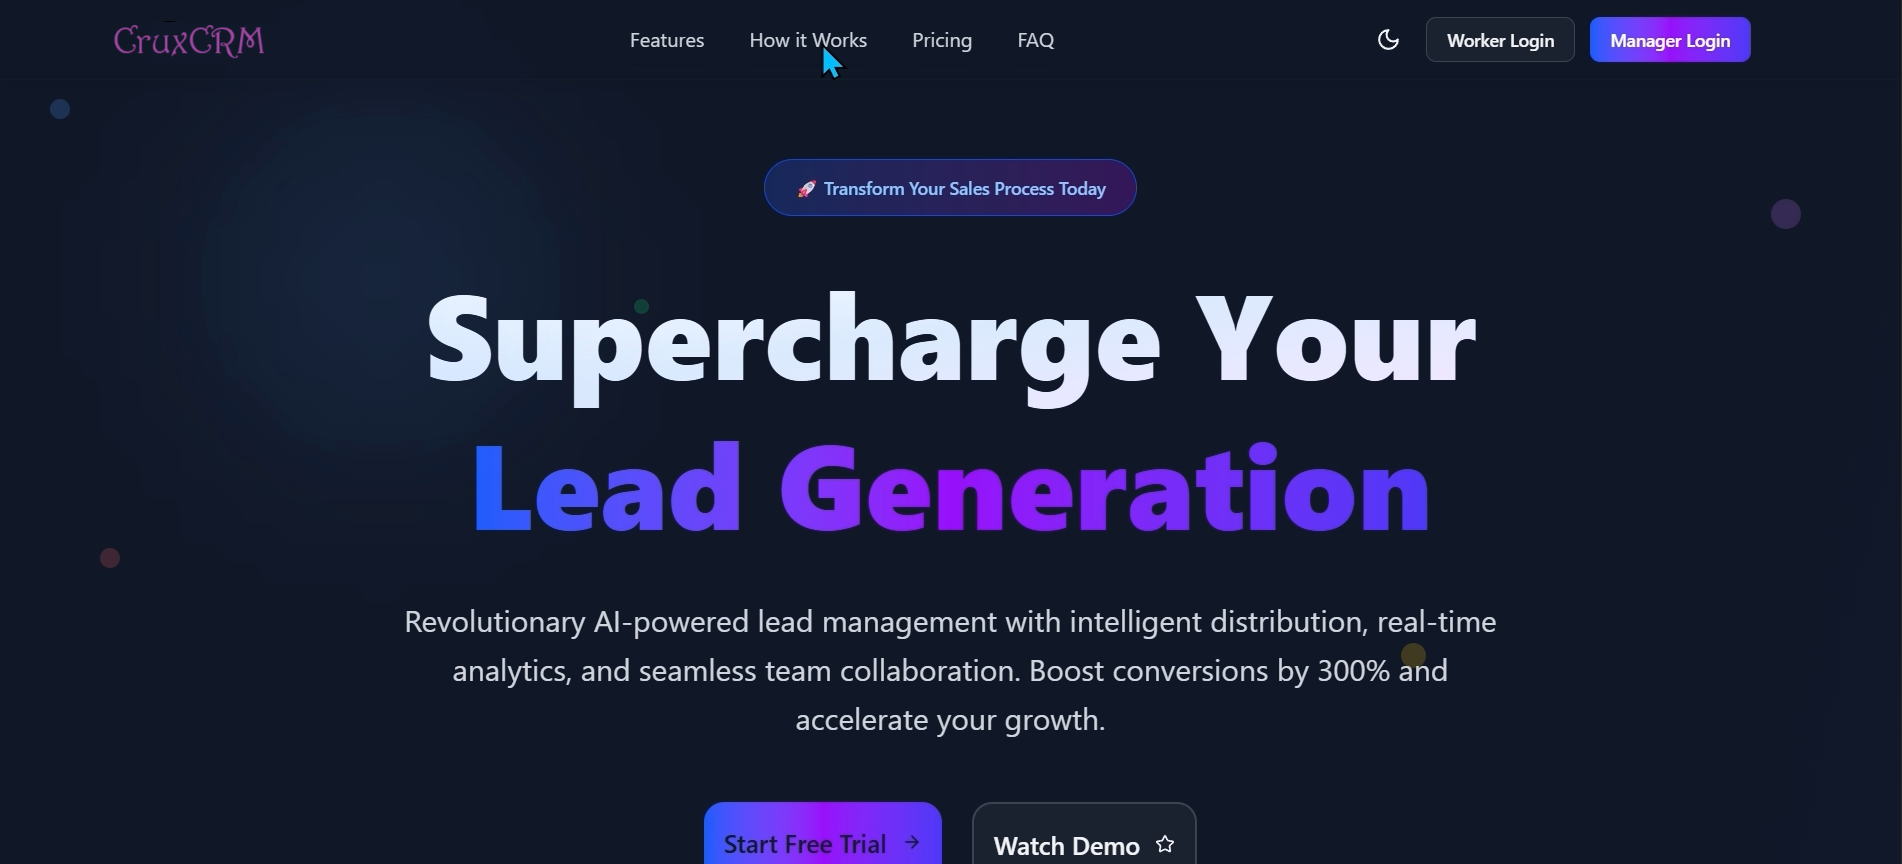 CruxCRM
Features
How it Works
Pricing
FAQ
Worker Login
Manager Login
🚀 Transform Your Sales Process Today
Supercharge Your
Lead Generation
Revolutionary AI-powered lead management with intelligent distribution, real-time
analytics, and seamless team collaboration. Boost conversions by 300% and
accelerate your growth.
Start Free Trial →
Watch Demo ☆